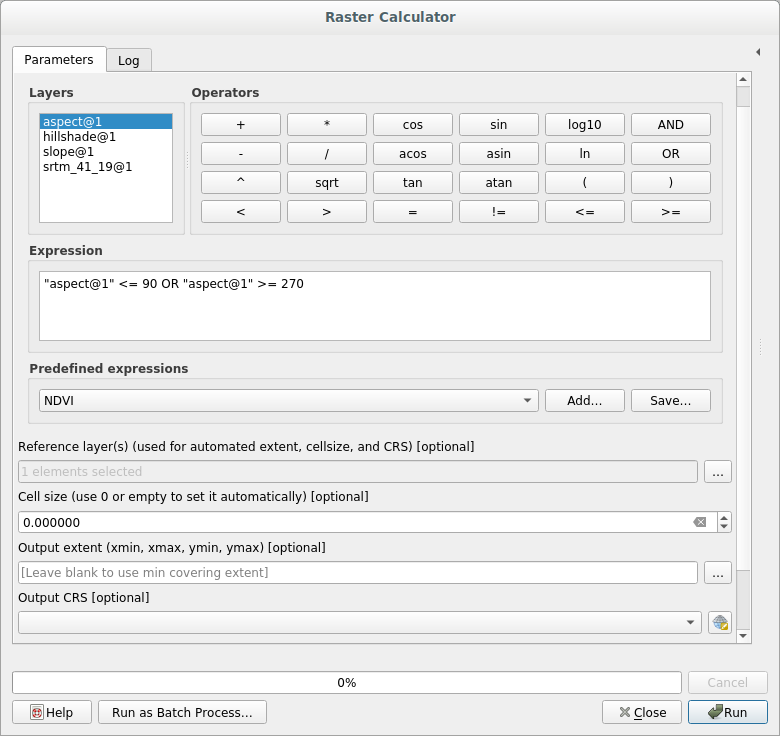 Raster Calculator
Parameters
Log
Layers
aspect@1
hillshade@1
slope@1
srtm_41_19@1
Operators
+ * cos sin log10 AND
- / acos asin ln OR
^ sqrt tan atan ( )
< > = != <= >=
Expression
"aspect@1" <= 90 OR "aspect@1" >= 270
Predefined expressions
NDVI
Add...
Save...
Reference layer(s) (used for automated extent, cellsize, and CRS) [optional]
1 elements selected
...
Cell size (use 0 or empty to set it automatically) [optional]
0.000000
Output extent (xmin, xmax, ymin, ymax) [optional]
[Leave blank to use min covering extent]
...
Output CRS [optional]
0%
Cancel
Help
Run as Batch Process...
Close
Run